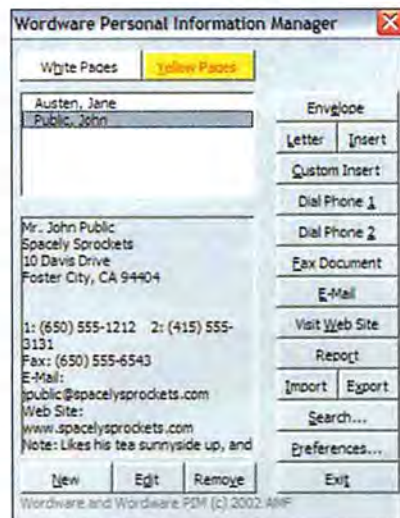 Wordware Personal Information Manager
White Pages
Yellow Pages
Austen, Jane
Public, John
Mr. John Public
Spacely Sprockets
10 Davis Drive
Foster City, CA 94404
1: (650) 555-1212 2: (415) 555-
3131
Fax: (650) 555-6543
E-Mail:
jpublic@spacelysprockets.com
Web Site:
www.spacelysprockets.com
Note: Likes his tea sunnyside up, and
New
Edit
Remove
Wordware and Wordware PIM (c) 2002 AMF
Envelope
Letter
Insert
Custom Insert
Dial Phone 1
Dial Phone 2
Fax Document
E-Mail
Visit Web Site
Report
Import
Export
Search...
Preferences...
Exit